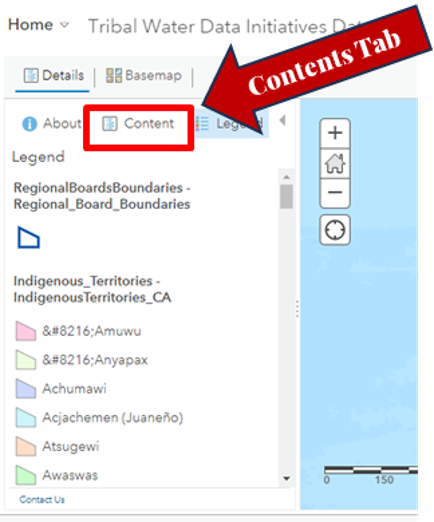 Home
Tribal Water Data Initiatives Da
Contents Tab
Details
Basemap
About
Content
Legend
Legend
RegionalBoardsBoundaries -
Regional_Board_Boundaries
Indigenous_Territories -
IndigenousTerritories_CA
&#8216;Amuwu
&#8216;Anyapax
Achumawi
Acjachemen (Juaneño)
Atsugewi
Awaswas
0 150
Contact Us